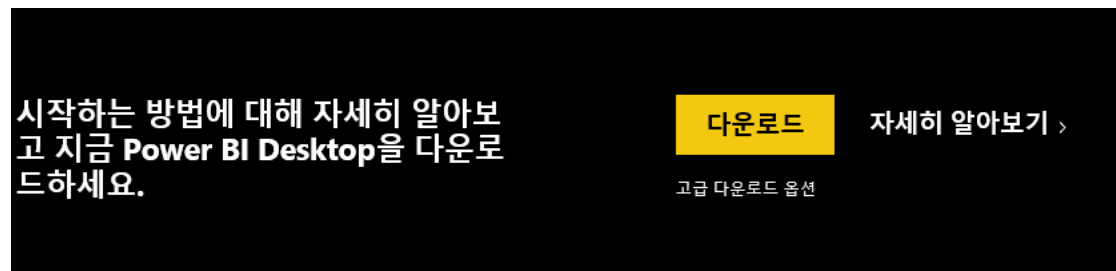 시작하는 방법에 대해 자세히 알아보
고 지금 Power BI Desktop을 다운로
드하세요.
다운로드
자세히 알아보기 >
고급 다운로드 옵션